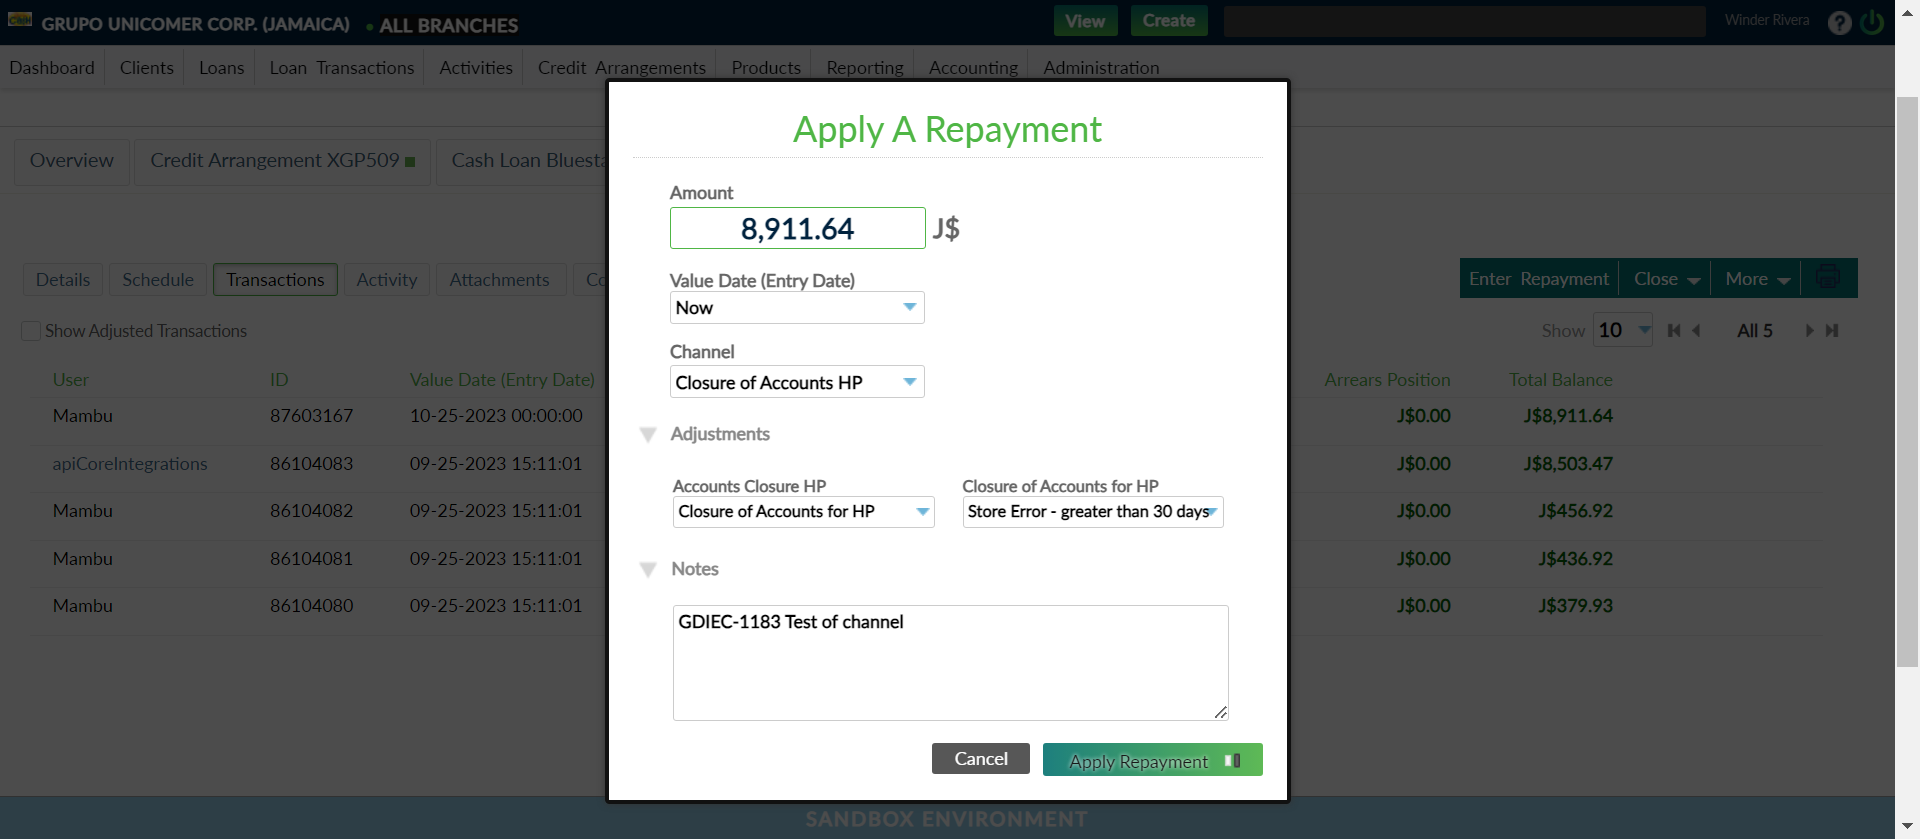 GRUPO UNICOMER CORP. (JAMAICA) • ALL BRANCHES View Create Winder Rivera ?
Dashboard Clients Loans Loan Transactions Activities Credit Arrangements Products Reporting Accounting Administration
Apply A Repayment
Overview Credit Arrangement XGP509 Cash Loan Bluesta
Amount
8,911.64 J$
Value Date (Entry Date)
Now
Details Schedule Transactions Activity Attachments Co
Enter Repayment Close More
Show Adjusted Transactions
Show 10 All 5
Channel
Closure of Accounts HP
User ID Value Date (Entry Date) Arrears Position Total Balance
Mambu 87603167 10-25-2023 00:00:00 J$0.00 J$8,911.64
apiCoreIntegrations 86104083 09-25-2023 15:11:01 J$0.00 J$8,503.47
Mambu 86104082 09-25-2023 15:11:01 J$0.00 J$456.92
Mambu 86104081 09-25-2023 15:11:01 J$0.00 J$436.92
Mambu 86104080 09-25-2023 15:11:01 J$0.00 J$379.93
Adjustments
Accounts Closure HP Closure of Accounts for HP
Closure of Accounts for HP Store Error - greater than 30 days
Notes
GDIEC-1183 Test of channel
Cancel Apply Repayment
SANDBOX ENVIRONMENT